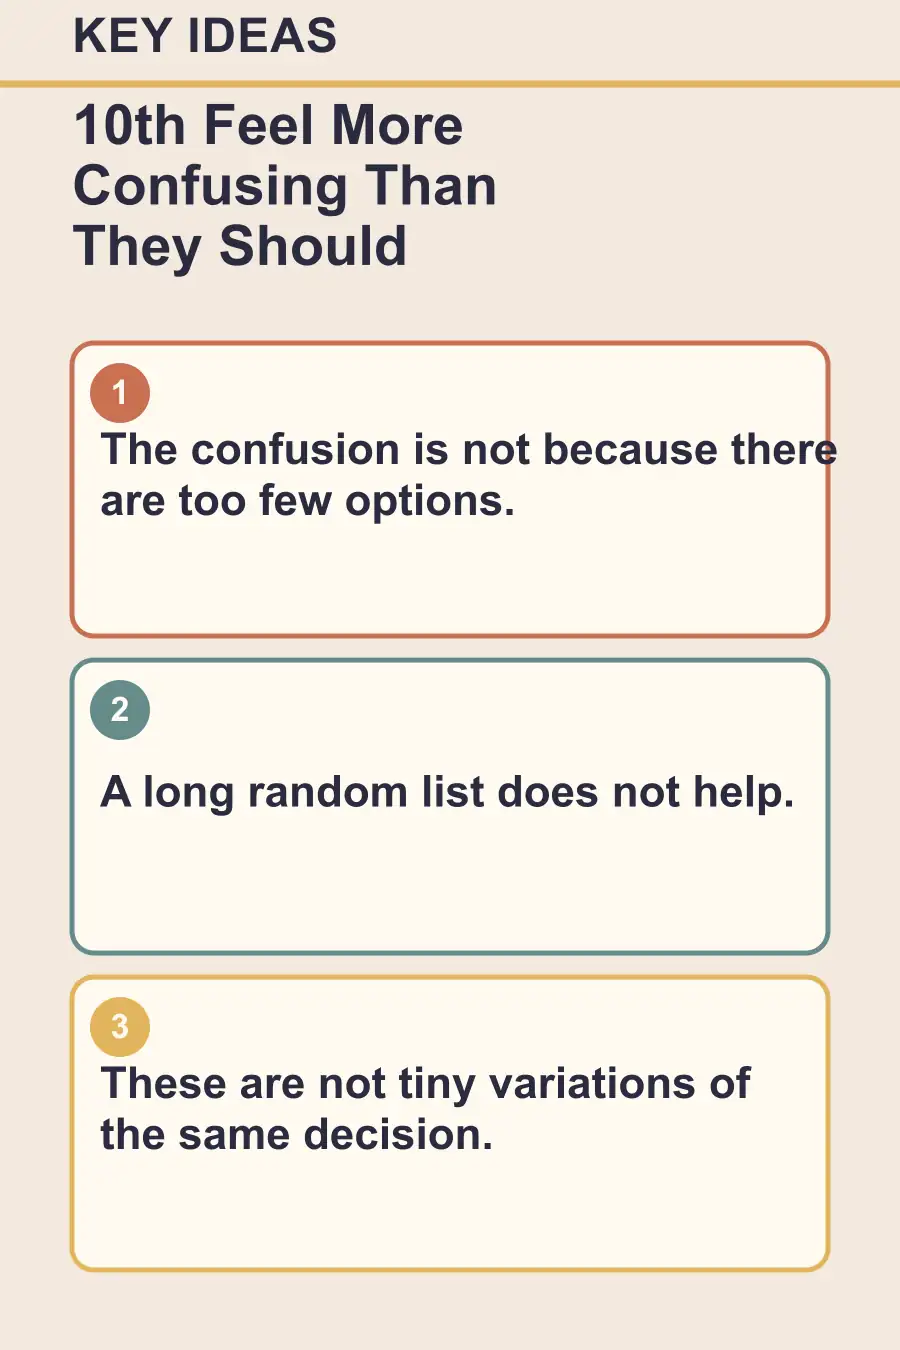 KEY IDEAS
10th Feel More
Confusing Than
They Should
1
The confusion is not because there
are too few options.
2
A long random list does not help.
3
These are not tiny variations of
the same decision.